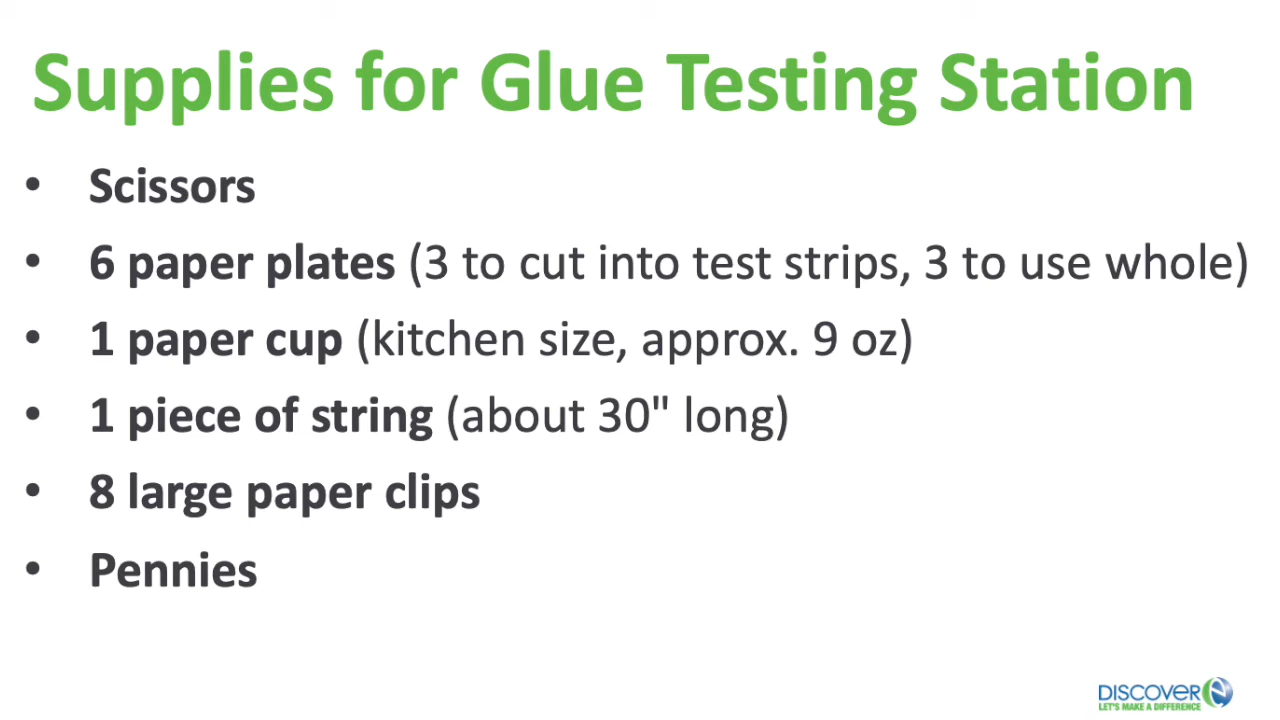 Supplies for Glue Testing Station
• Scissors
• 6 paper plates (3 to cut into test strips, 3 to use whole)
• 1 paper cup (kitchen size, approx. 9 oz)
• 1 piece of string (about 30" long)
• 8 large paper clips
• Pennies
DISCOVER e
LET'S MAKE A DIFFERENCE